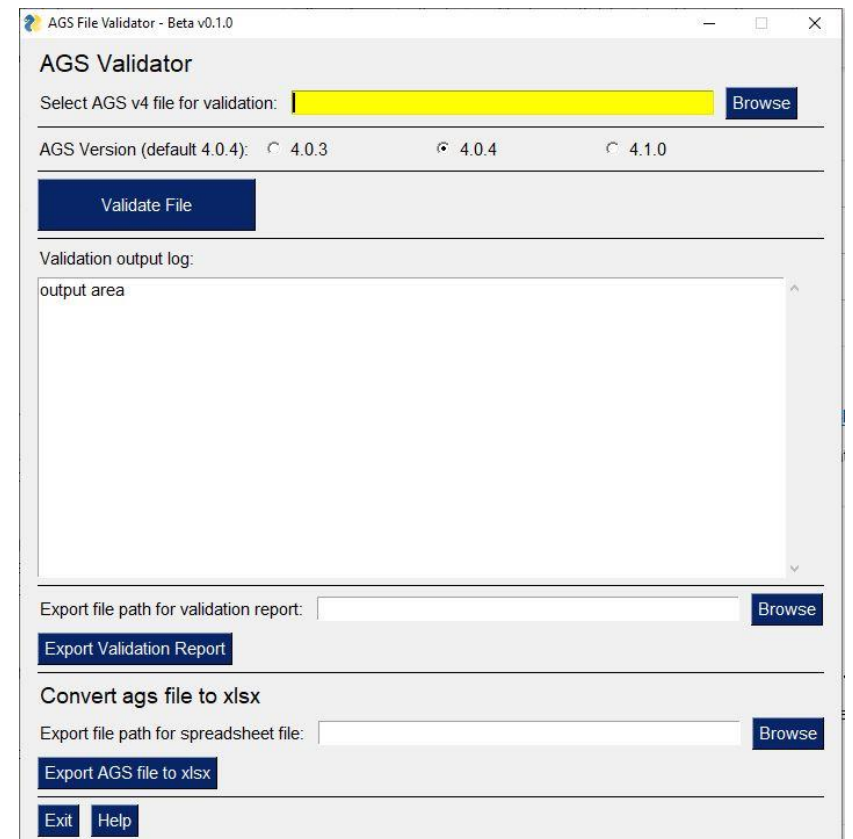 AGS File Validator - Beta v0.1.0
AGS Validator
Select AGS v4 file for validation: Browse
AGS Version (default 4.0.4): 4.0.3 4.0.4 4.1.0
Validate File
Validation output log:
output area
Export file path for validation report: Browse
Export Validation Report
Convert ags file to xlsx
Export file path for spreadsheet file: Browse
Export AGS file to xlsx
Exit Help